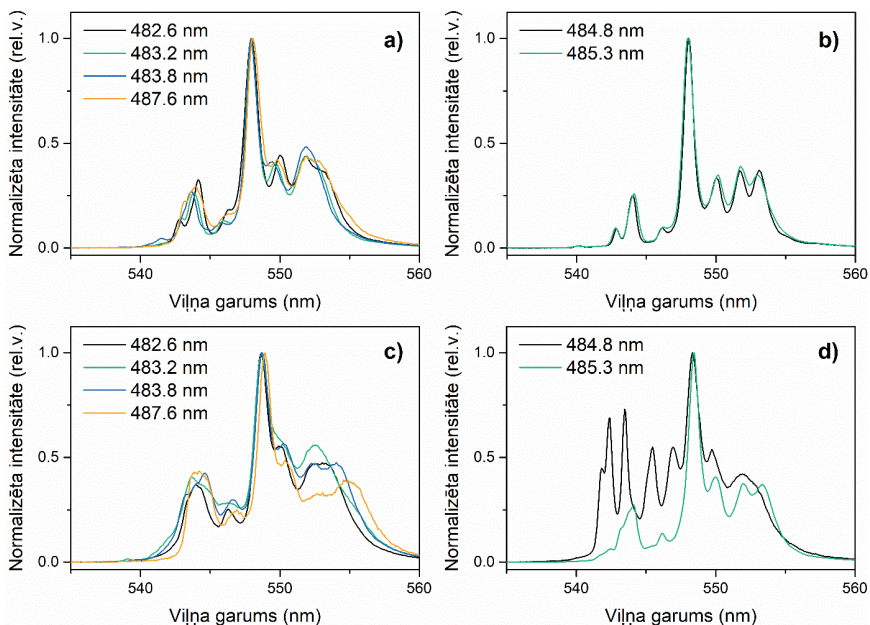 482.6 nm
483.2 nm
483.8 nm
487.6 nm
a)
Normalizēta intensitāte (rel.v.)
1.0
0.5
0.0
540
550
560
Viļņa garums (nm)
484.8 nm
485.3 nm
b)
Normalizēta intensitāte (rel.v.)
1.0
0.5
0.0
540
550
560
Viļņa garums (nm)
482.6 nm
483.2 nm
483.8 nm
487.6 nm
c)
Normalizēta intensitāte (rel.v.)
1.0
0.5
0.0
540
550
560
Viļņa garums (nm)
484.8 nm
485.3 nm
d)
Normalizēta intensitāte (rel.v.)
1.0
0.5
0.0
540
550
560
Viļņa garums (nm)